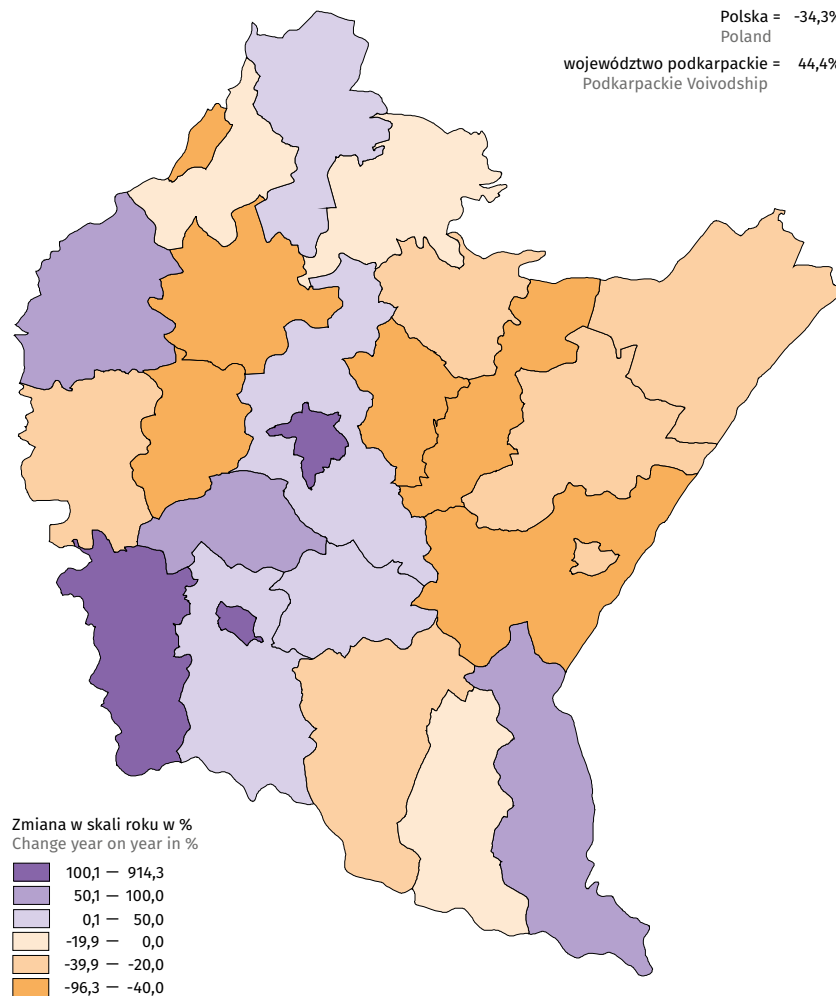 Polska = -34,3%
Poland
województwo podkarpackie = 44,4%
Podkarpackie Voivodship
Zmiana w skali roku w %
Change year on year in %
100,1 — 914,3
50,1 — 100,0
0,1 — 50,0
-19,9 — 0,0
-39,9 — -20,0
-96,3 — -40,0